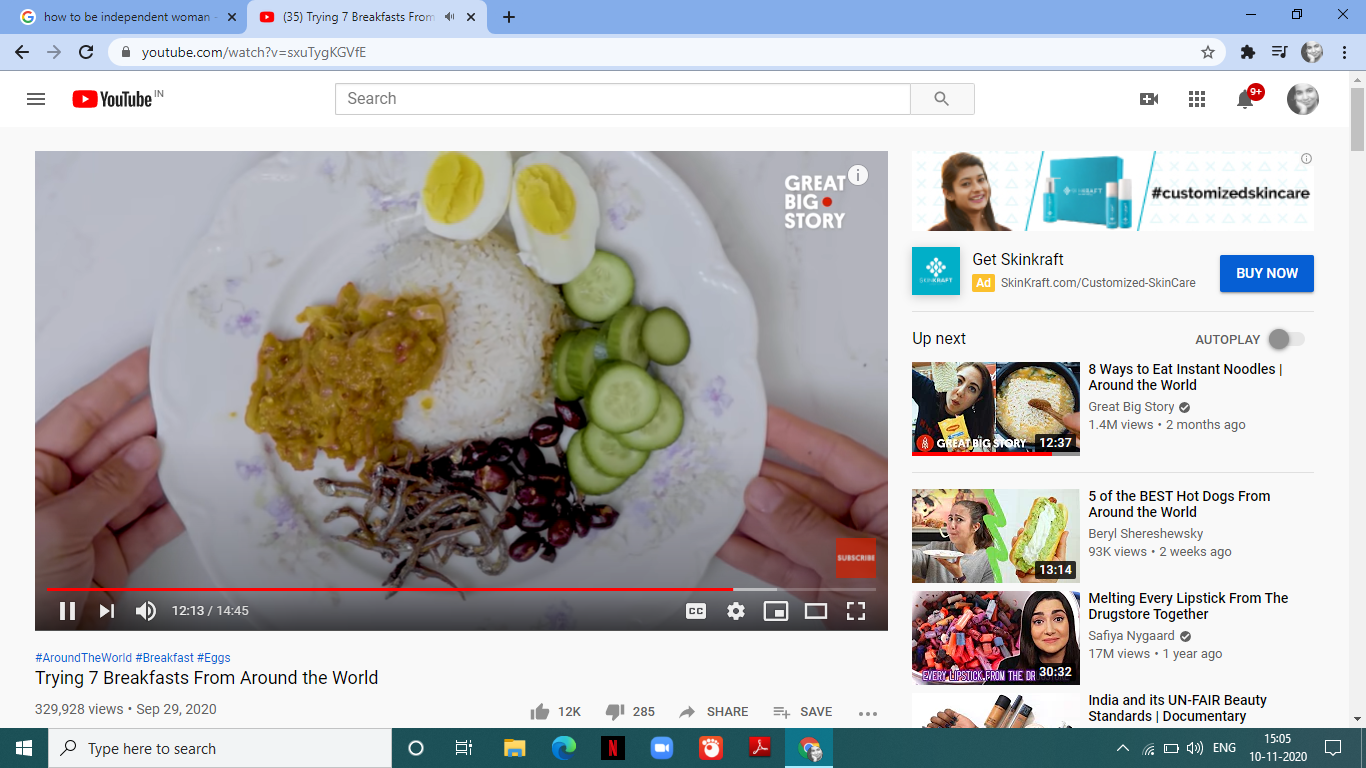 how to be independent woman -
(35) Trying 7 Breakfasts From
youtube.com/watch?v=sxuTygKGVfE
YouTube IN
Search
9+
GREAT
BIG
STORY
i
SUBSCRIBE
12:13 / 14:45
CC
#AroundTheWorld #Breakfast #Eggs
Trying 7 Breakfasts From Around the World
329,928 views • Sep 29, 2020
12K
285
SHARE
SAVE
SKINKRAFT
#customizedskincare
SKINKRAFT
Get Skinkraft
Ad SkinKraft.com/Customized-SkinCare
BUY NOW
Up next
AUTOPLAY
GREAT BIG STORY
12:37
8 Ways to Eat Instant Noodles |
Around the World
Great Big Story
1.4M views • 2 months ago
13:14
5 of the BEST Hot Dogs From
Around the World
Beryl Shereshewsky
93K views • 2 weeks ago
EVERY LIPSTICK FROM THE DR
30:32
Melting Every Lipstick From The
Drugstore Together
Safiya Nygaard
17M views • 1 year ago
India and its UN-FAIR Beauty
Standards | Documentary
Type here to search
N
ENG
15:05
10-11-2020